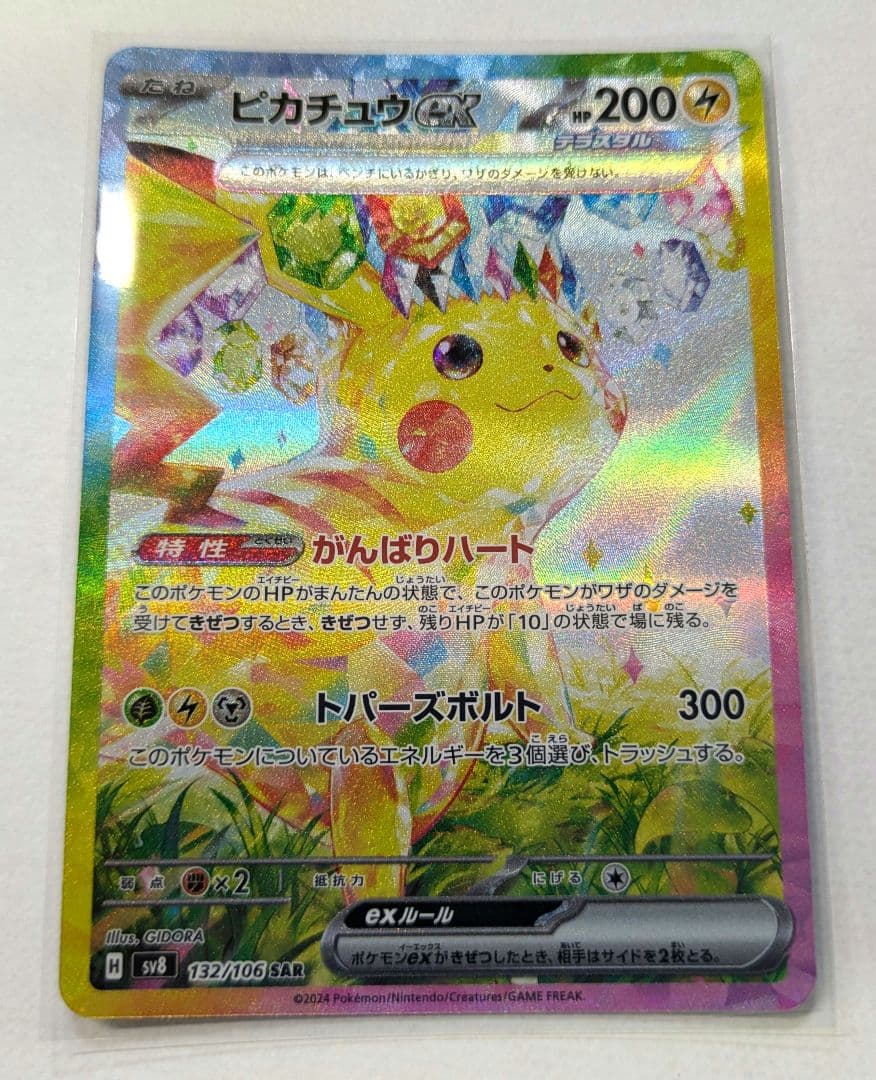 たね ピカチュウex HP200
テラスタル
このポケモンは、ベンチにいるかぎり、ワザのダメージを受けない。
特性 とくせい がんばりハート
このポケモンのHPがまんたんの状態で、このポケモンがワザのダメージを
受けてきぜつするとき、きぜつせず、残りHPが「10」の状態で場に残る。
トパーズボルト 300
このポケモンについているエネルギーを3個選び、トラッシュする。
弱点 ×2 抵抗力 にげる
exルール
ポケモンexがきぜつしたとき、相手はサイドを2枚とる。
Illus. GIDORA
H sv8 132/106 SAR
©2024 Pokémon/Nintendo/Creatures/GAME FREAK.